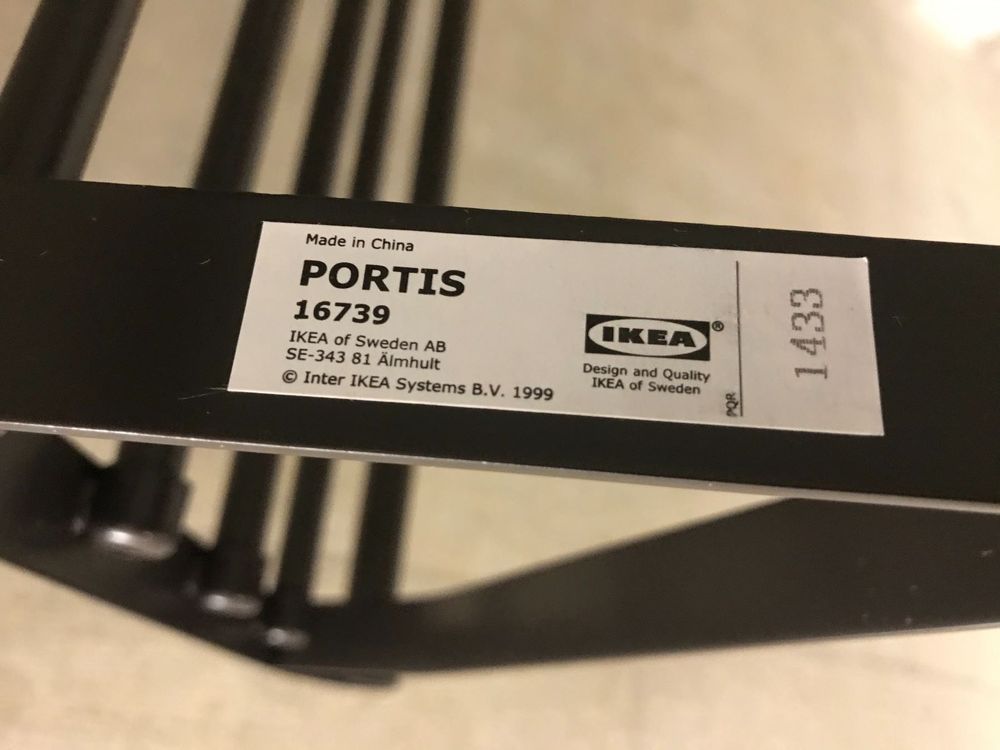 Made in China
PORTIS
16739
IKEA of Sweden AB
SE-343 81 Älmhult
© Inter IKEA Systems B.V. 1999
IKEA®
Design and Quality
IKEA of Sweden
PQR
1433